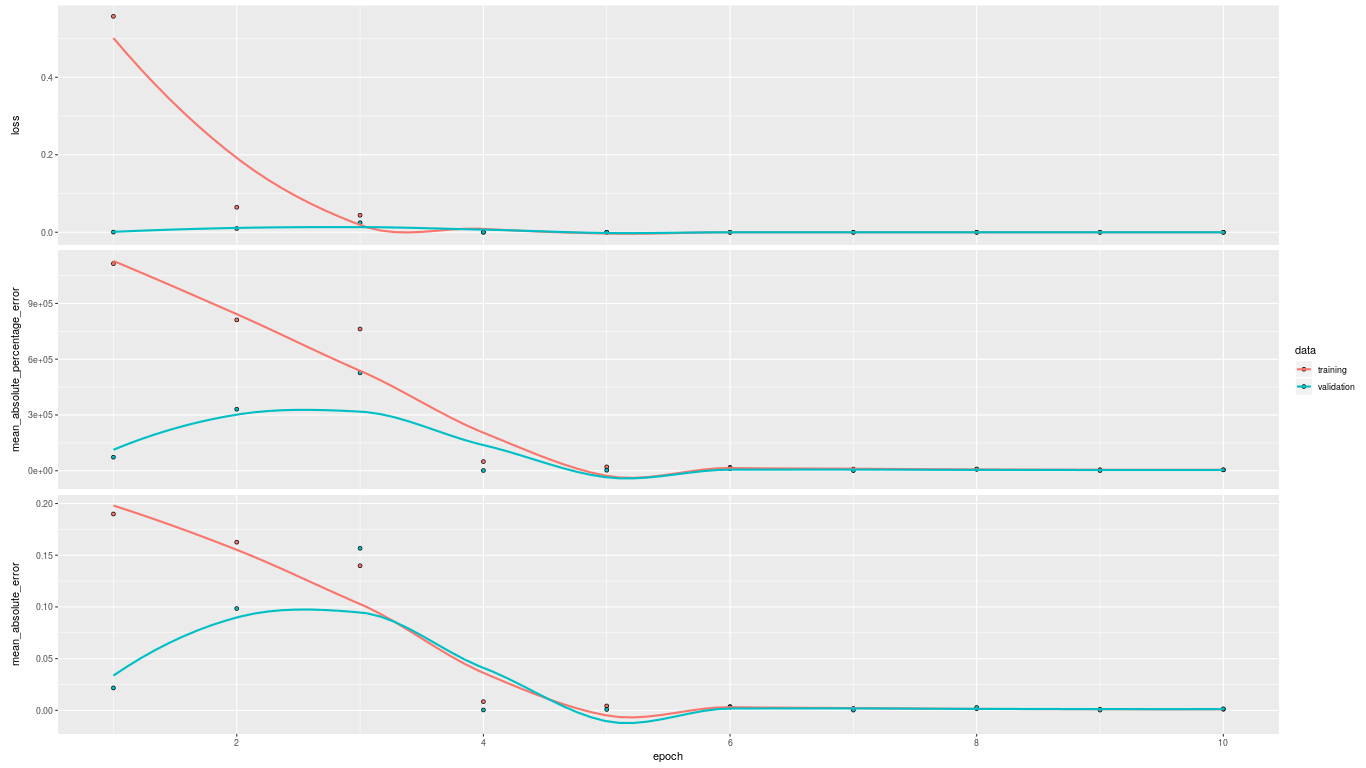 loss
0.4
0.2
0.0
mean_absolute_percentage_error
9e+05
6e+05
3e+05
0e+00
mean_absolute_error
0.20
0.15
0.10
0.05
0.00
2 4 6 8 10
epoch
data
training
validation